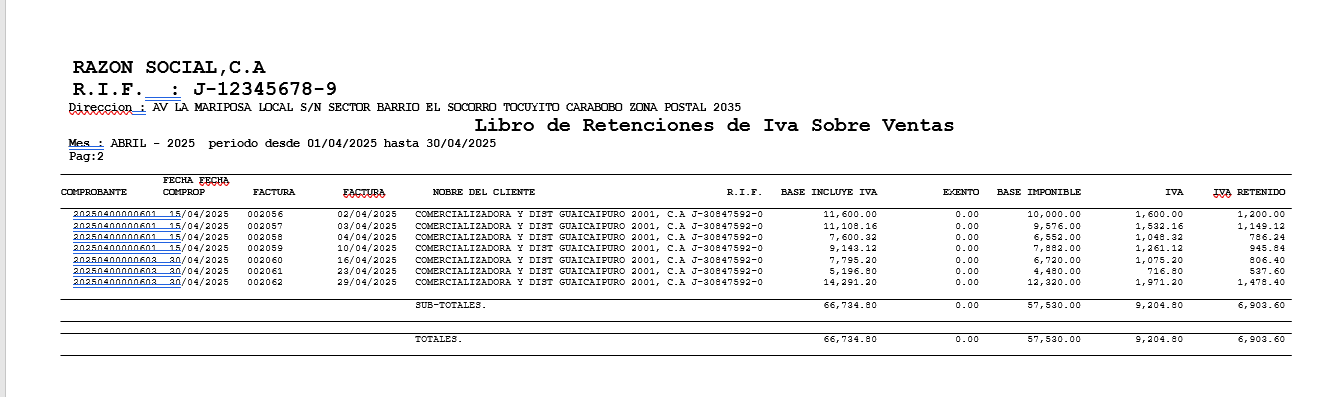 RAZON SOCIAL,C.A
R.I.F. : J-12345678-9
Direccion : AV LA MARIPOSA LOCAL S/N SECTOR BARRIO EL SOCORRO TOCUYITO CARABOBO ZONA POSTAL 2035
Libro de Retenciones de Iva Sobre Ventas
Mes : ABRIL - 2025 periodo desde 01/04/2025 hasta 30/04/2025
Pag:2
FECHA FECHA
COMPROBANTE COMPROP FACTURA FACTURA NOBRE DEL CLIENTE R.I.F. BASE INCLUYE IVA EXENTO BASE IMPONIBLE IVA IVA RETENIDO
20250400000601 15/04/2025 002056 02/04/2025 COMERCIALIZADORA Y DIST GUAICAIPURO 2001, C.A J-30847592-0 11,600.00 0.00 10,000.00 1,600.00 1,200.00
20250400000601 15/04/2025 002057 03/04/2025 COMERCIALIZADORA Y DIST GUAICAIPURO 2001, C.A J-30847592-0 11,108.16 0.00 9,576.00 1,532.16 1,149.12
20250400000601 15/04/2025 002058 04/04/2025 COMERCIALIZADORA Y DIST GUAICAIPURO 2001, C.A J-30847592-0 7,600.32 0.00 6,552.00 1,048.32 786.24
20250400000601 15/04/2025 002059 10/04/2025 COMERCIALIZADORA Y DIST GUAICAIPURO 2001, C.A J-30847592-0 9,143.12 0.00 7,882.00 1,261.12 945.84
20250400000603 30/04/2025 002060 16/04/2025 COMERCIALIZADORA Y DIST GUAICAIPURO 2001, C.A J-30847592-0 7,795.20 0.00 6,720.00 1,075.20 806.40
20250400000603 30/04/2025 002061 23/04/2025 COMERCIALIZADORA Y DIST GUAICAIPURO 2001, C.A J-30847592-0 5,196.80 0.00 4,480.00 716.80 537.60
20250400000603 30/04/2025 002062 29/04/2025 COMERCIALIZADORA Y DIST GUAICAIPURO 2001, C.A J-30847592-0 14,291.20 0.00 12,320.00 1,971.20 1,478.40
SUB-TOTALES. 66,734.80 0.00 57,530.00 9,204.80 6,903.60
TOTALES. 66,734.80 0.00 57,530.00 9,204.80 6,903.60